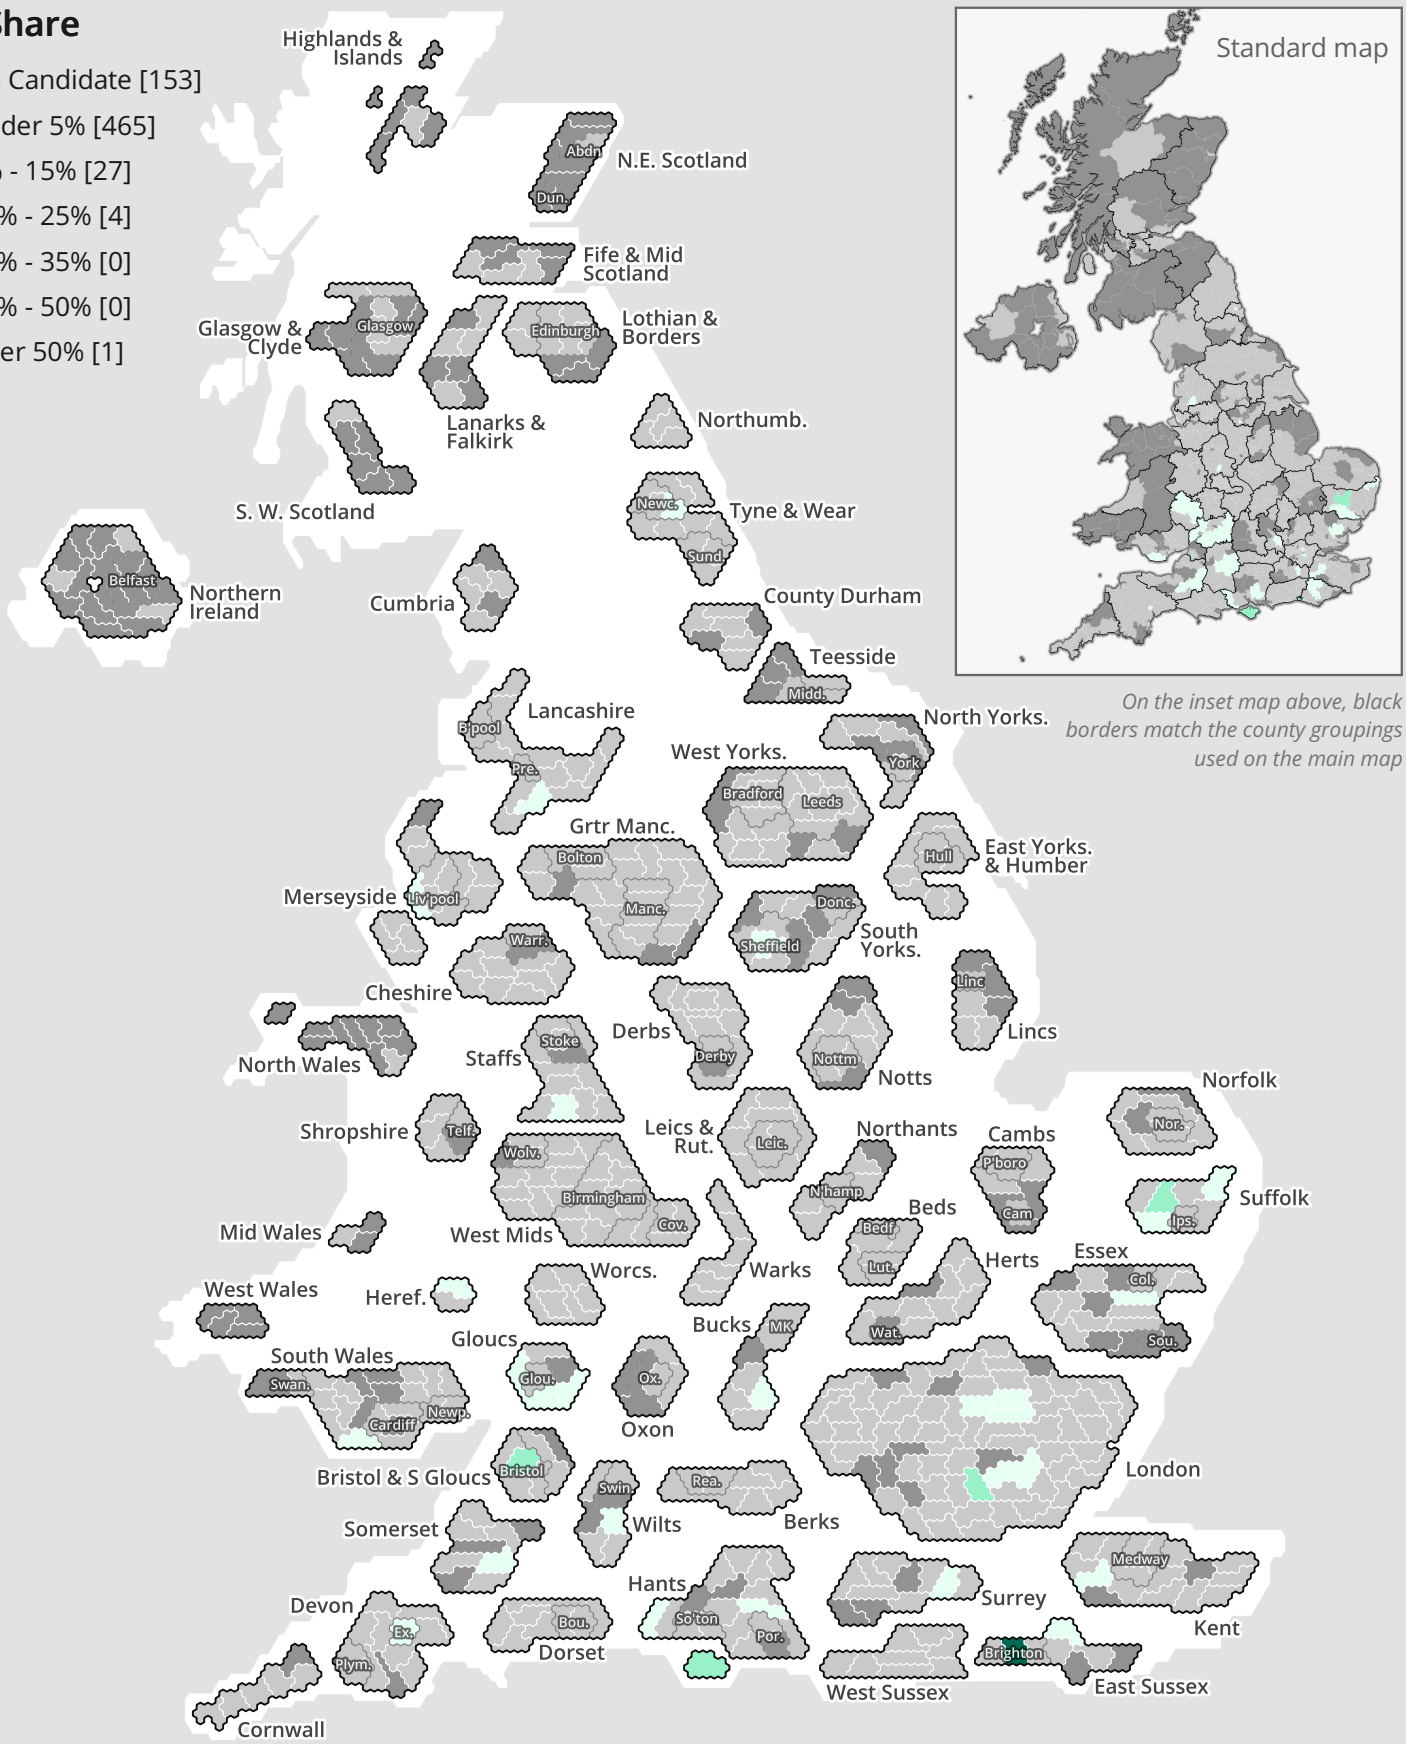 Share
Candidate [153]
der 5% [465]
- 15% [27]
% - 25% [4]
% - 35% [0]
% - 50% [0]
er 50% [1]
Standard map
On the inset map above, black
borders match the county groupings
used on the main map
Highlands &
Islands
Abdn
N.E. Scotland
Dun.
Fife & Mid
Scotland
Glasgow &
Clyde
Glasgow
Edinburgh
Lothian &
Borders
Lanarks &
Falkirk
Northumb.
S. W. Scotland
Newc.
Tyne & Wear
Sund.
Belfast
Northern
Ireland
Cumbria
County Durham
Teesside
Midd.
Lancashire
B'pool
Pre.
North Yorks.
York
West Yorks.
Bradford
Leeds
Grtr Manc.
Bolton
Manc.
East Yorks.
& Humber
Hull
Merseyside
Liv'pool
Donc.
Sheffield
South
Yorks.
Warr.
Cheshire
Linc
Lincs
North Wales
Staffs
Stoke
Derbs
Derby
Nottm
Notts
Norfolk
Nor.
Shropshire
Telf.
Leics &
Rut.
Leic.
Northants
N'hamp
Cambs
P'boro
Cam
Wolv.
Birmingham
Cov.
West Mids
Suffolk
Ips.
Mid Wales
Beds
Bedf
Lut.
Herts
Wat.
Essex
Col.
Sou.
West Wales
Heref.
Worcs.
Warks
Bucks
MK
Gloucs
Glou.
Ox.
Oxon
South Wales
Swan.
Cardiff
Newp.
Bristol & S Gloucs
Bristol
London
Somerset
Swin
Wilts
Rea.
Berks
Hants
So'ton
Por.
Surrey
Medway
Kent
Devon
Ex.
Plym.
Bou.
Dorset
Brighton
West Sussex
East Sussex
Cornwall